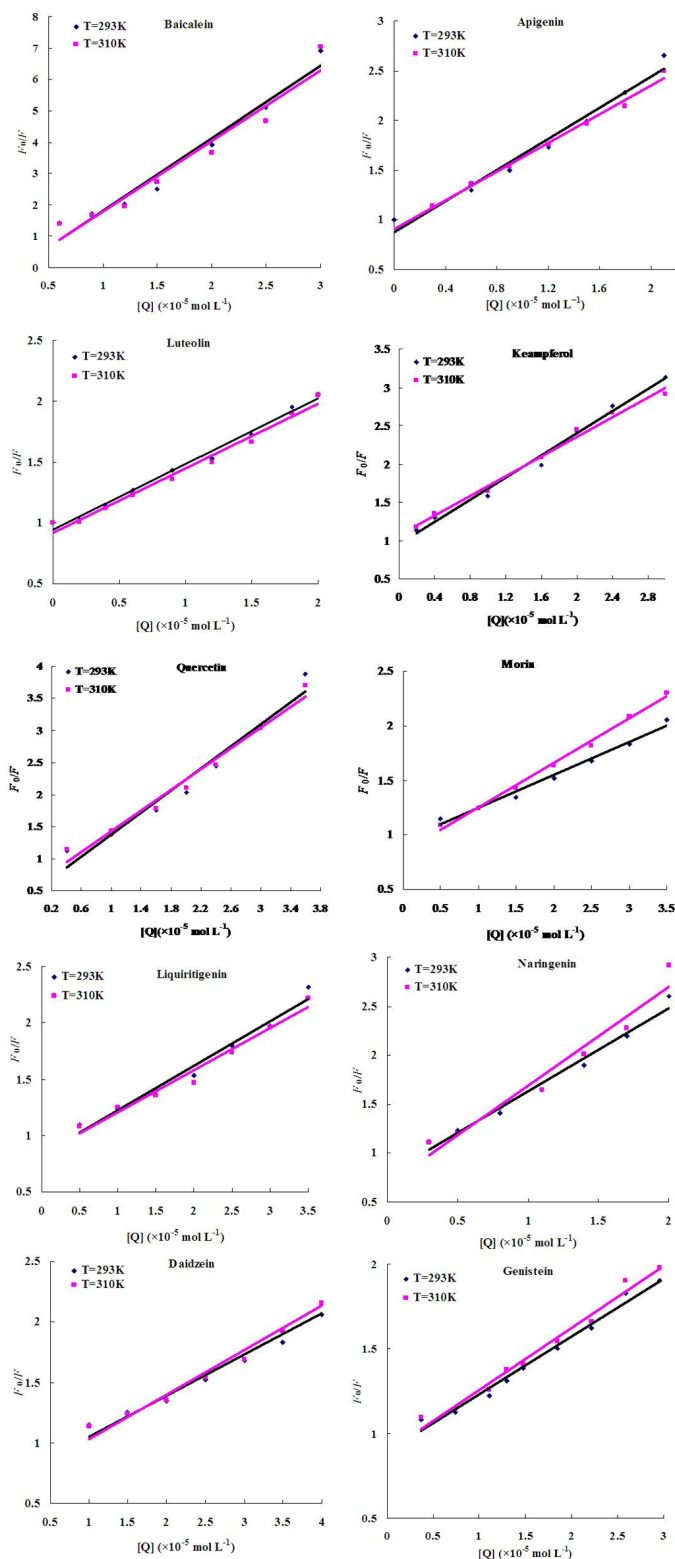 Baicalein
T=293K
T=310K
8
7
6
5
4
3
2
1
0
F0/F
0.5 1 1.5 2 2.5 3
[Q] (×10-5 mol L-1)
Apigenin
T=293K
T=310K
3
2.5
2
1.5
1
0.5
F0/F
0 0.3 0.6 0.9 1.2 1.5 1.8 2.1
[Q] (×10-5 mol L-1)
Luteolin
T=293K
T=310K
2.5
2
1.5
1
0.5
F0/F
0 0.5 1 1.5 2
[Q] (×10-5 mol L-1)
Keampferol
T=293K
T=310K
3.5
3
2.5
2
1.5
1
0.5
F0/F
0 0.4 0.8 1.2 1.6 2 2.4 2.8
[Q](×10-5 mol L-1)
Quercetin
T=293K
T=310K
4
3.5
3
2.5
2
1.5
1
0.5
F0/F
0.2 0.6 1 1.4 1.8 2.2 2.6 3 3.4 3.8
[Q](×10-5 mol L-1)
Morin
T=293K
T=310K
2.5
2
1.5
1
0.5
F0/F
0 0.5 1 1.5 2 2.5 3 3.5
[Q] (×10-5 mol L-1)
Liquiritigenin
T=293K
T=310K
2.5
2
1.5
1
0.5
F0/F
0 0.5 1 1.5 2 2.5 3 3.5
[Q] (×10-5 mol L-1)
Naringenin
T=293K
T=310K
3
2.5
2
1.5
1
0.5
F0/F
0 0.5 1 1.5 2
[Q] (×10-5 mol L-1)
Daidzein
T=293K
T=310K
2.5
2
1.5
1
0.5
F0/F
0 0.5 1 1.5 2 2.5 3 3.5 4
[Q] (×10-5 mol L-1)
Genistein
T=293K
T=310K
2
1.5
1
0.5
F0/F
0 0.5 1 1.5 2 2.5 3
[Q] (×10-5 mol L-1)